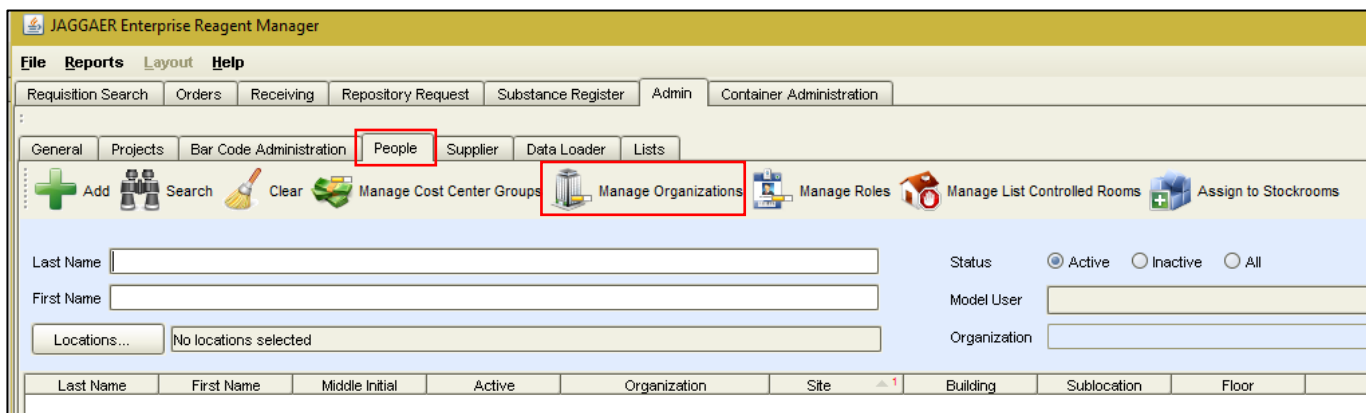 JAGGAER Enterprise Reagent Manager
File Reports Layout Help
Requisition Search Orders Receiving Repository Request Substance Register Admin Container Administration
General Projects Bar Code Administration People Supplier Data Loader Lists
Add Search Clear Manage Cost Center Groups Manage Organizations Manage Roles Manage List Controlled Rooms Assign to Stockrooms
Last Name Status Active Inactive All
First Name Model User
Locations... No locations selected Organization
Last Name First Name Middle Initial Active Organization Site 1 Building Sublocation Floor